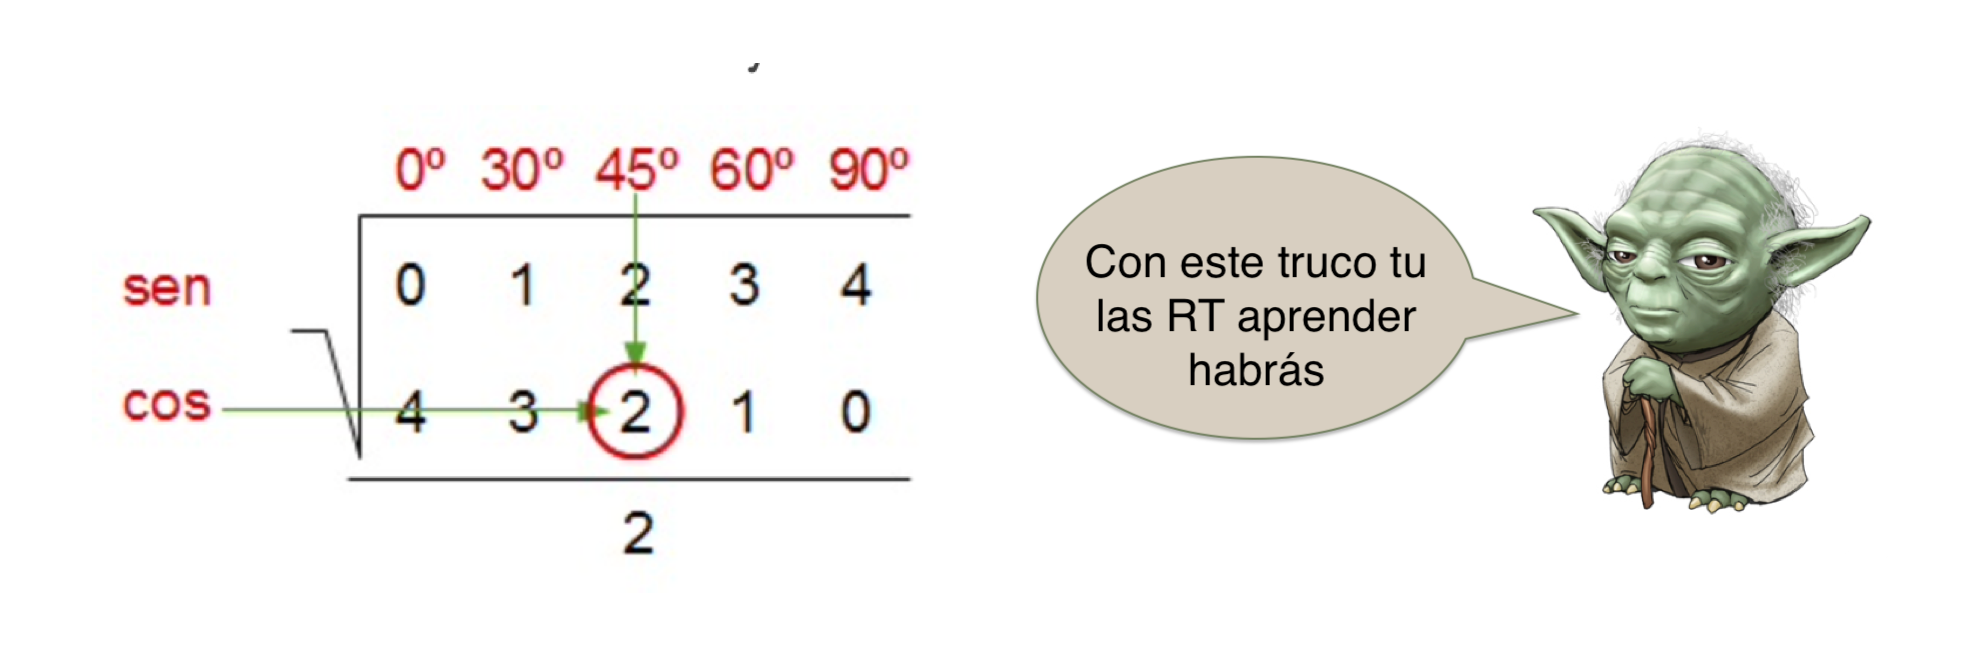 0º 30º 45º 60º 90º
sen 0 1 2 3 4
cos 4 3 2 1 0
2
Con este truco tu
las RT aprender
habrás